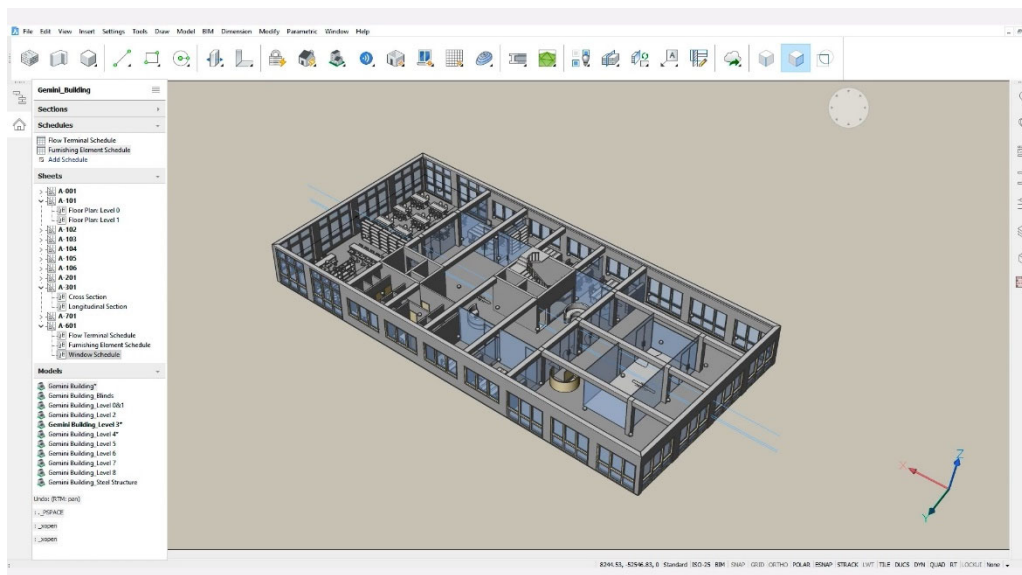 File Edit View Insert Settings Tools Draw Model BIM Dimension Modify Parametric Window Help
Gemini_Building
Sections
Schedules
Flow Terminal Schedule
Furnishing Element Schedule
Add Schedule
Sheets
A-001
A-101
Floor Plan: Level 0
Floor Plan: Level 1
A-102
A-103
A-104
A-105
A-106
A-201
A-301
Cross Section
Longitudinal Section
A-701
A-601
Flow Terminal Schedule
Furnishing Element Schedule
Window Schedule
Models
Gemini Building*
Gemini Building_Blinds
Gemini Building_Level 0&1
Gemini Building_Level 2
Gemini Building_Level 3*
Gemini Building_Level 4*
Gemini Building_Level 5
Gemini Building_Level 6
Gemini Building_Level 7
Gemini Building_Level 8
Gemini Building_Steel Structure
Undo: (RTM: pan)
: _PSPACE
: _xopen
: _xopen
X
Z
Y
8244.53, -52546.83, 0 Standard ISO-25 BIM SNAP GRID ORTHO POLAR ESNAP STRACK LWT TILE DUCS DYN QUAD RT LOCKUI None